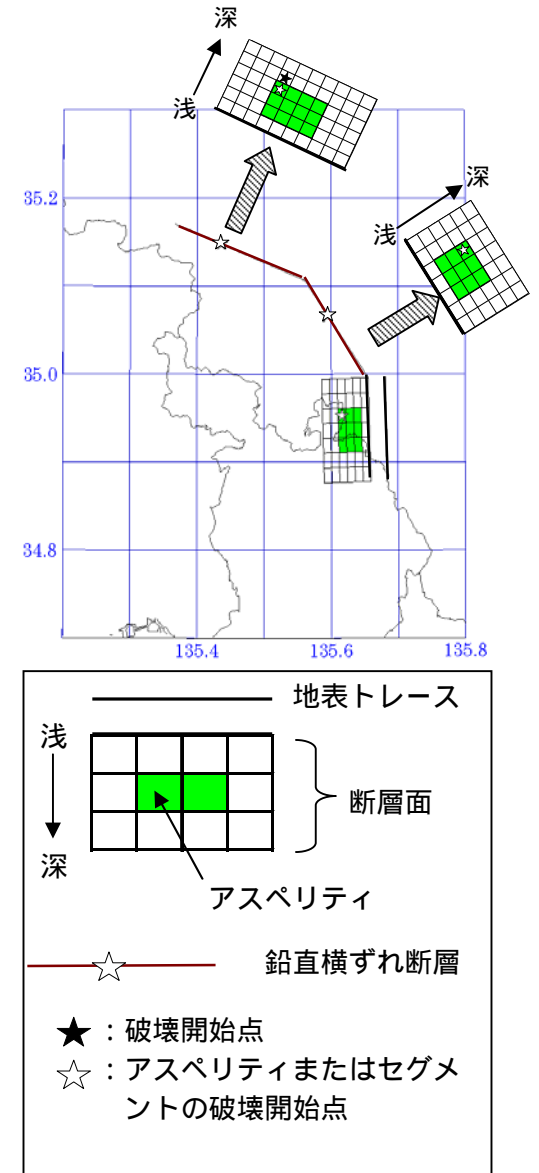 深
浅
深
浅
35.2
35.0
34.8
135.4
135.6
135.8
地表トレース
浅
断層面
深
アスペリティ
鉛直横ずれ断層
★：破壊開始点
☆：アスペリティまたはセグメ
ントの破壊開始点